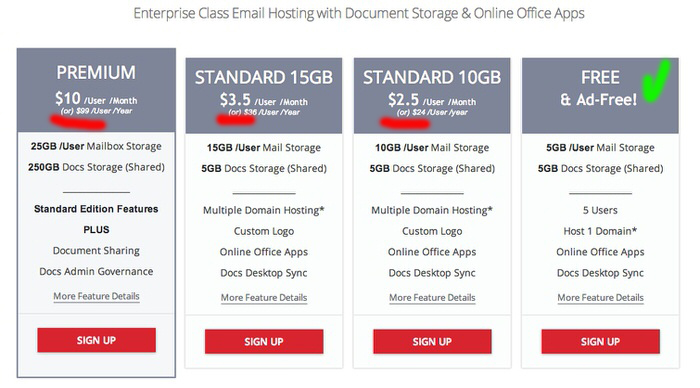 Enterprise Class Email Hosting with Document Storage & Online Office Apps
PREMIUM
$10 /User /Month
(or) $99 /User /Year
25GB /User Mailbox Storage
250GB Docs Storage (Shared)
Standard Edition Features
PLUS
Document Sharing
Docs Admin Governance
More Feature Details
SIGN UP
STANDARD 15GB
$3.5 /User /Month
(or) $36 /User /Year
15GB /User Mail Storage
5GB Docs Storage (Shared)
Multiple Domain Hosting*
Custom Logo
Online Office Apps
Docs Desktop Sync
More Feature Details
SIGN UP
STANDARD 10GB
$2.5 /User /Month
(or) $24 /User /year
10GB /User Mail Storage
5GB Docs Storage (Shared)
Multiple Domain Hosting*
Custom Logo
Online Office Apps
Docs Desktop Sync
More Feature Details
SIGN UP
FREE
& Ad-Free!
5GB /User Mail Storage
5GB Docs Storage (Shared)
5 Users
Host 1 Domain*
Online Office Apps
Docs Desktop Sync
More Feature Details
SIGN UP